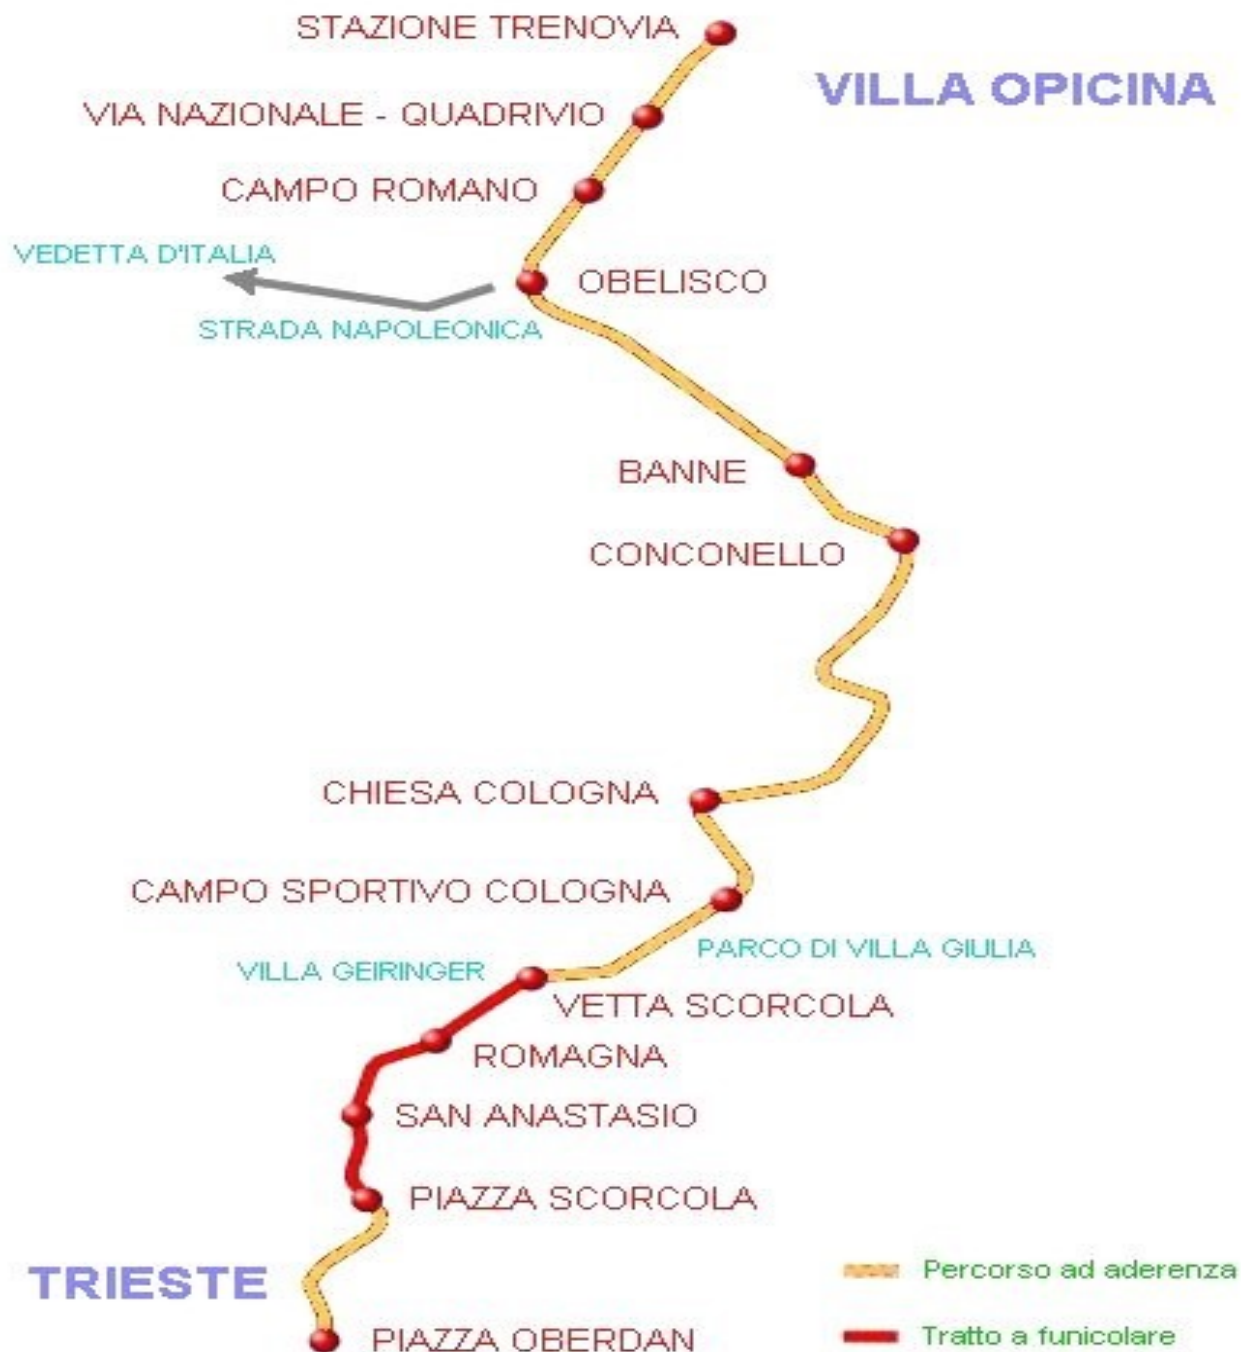 STAZIONE TRENOVIA
VILLA OPICINA
VIA NAZIONALE - QUADRIVIO
CAMPO ROMANO
VEDETTA D'ITALIA
OBELISCO
STRADA NAPOLEONICA
BANNE
CONCONELLO
CHIESA COLOGNA
CAMPO SPORTIVO COLOGNA
PARCO DI VILLA GIULIA
VILLA GEIRINGER
VETTA SCORCOLA
ROMAGNA
SAN ANASTASIO
PIAZZA SCORCOLA
TRIESTE
Percorso ad aderenza
PIAZZA OBERDAN
Tratto a funicolare